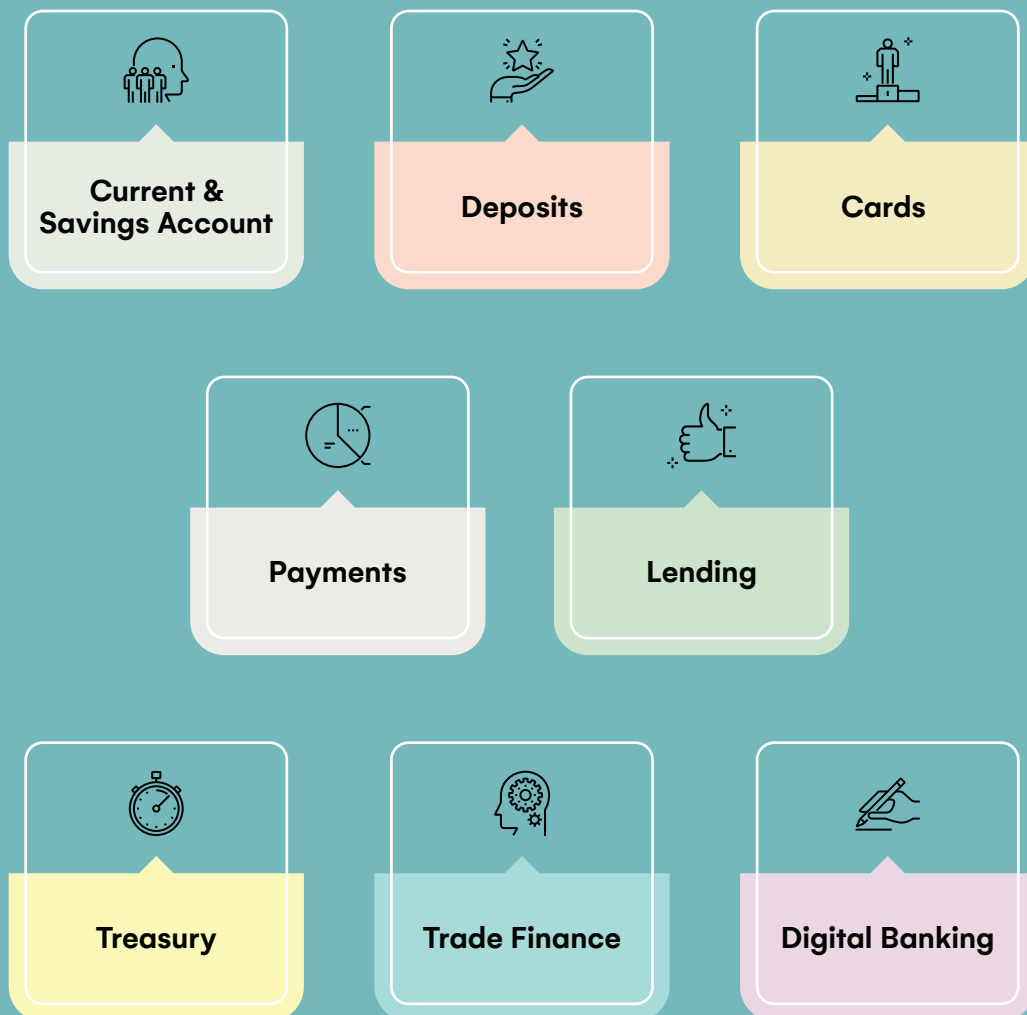 Current &
Savings Account
Deposits
Cards
Payments
Lending
Treasury
Trade Finance
Digital Banking